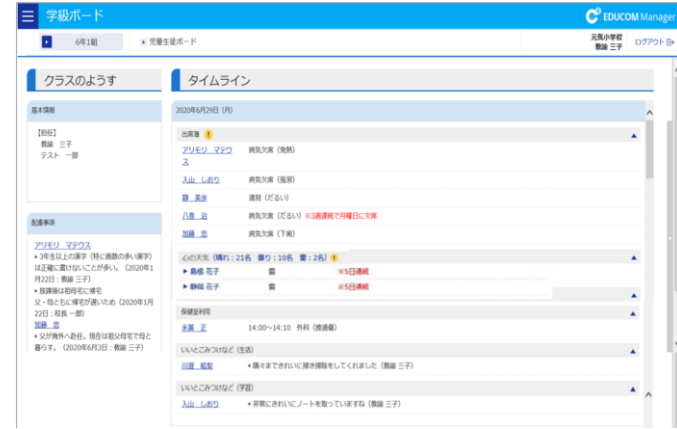 学級ボード
EDUCOM Manager
6年1組
児童生徒ボード
元気小学校
教諭 三子
ログアウト
クラスのようす
タイムライン
基本情報
【担任】
教諭 三子
テスト 一郎
配慮事項
アリモリ マテウス
• 3年生以上の漢字（特に画数の多い漢字）
は正確に書けないことが多い。（2020年1
月22日：教諭 三子）
• 放課後は祖母宅に帰宅
父・母ともに帰宅が遅いため（2020年1月
22日：校長 一郎）
加藤 忠
• 父が海外へ赴任。現在は祖父母宅で母と
暮らす。（2020年6月3日：教諭 三子）
2020年6月29日（月）
出席簿
アリモリ マテウ
ス
病気欠席（発熱）
入山 しおり 病気欠席（風邪）
遅刻（だるい）
八巻 治 病気欠席（だるい）※3週連続で月曜日に欠席
加藤 忠 病気欠席（下痢）
心の天気（晴れ：21名 曇り：10名 雷：2名）
島根 花子 雷 ※5日連続
静岡 花子 雷 ※5日連続
保健室利用
永冨 正 14:00～14:10 外科（擦過傷）
いいとこみつけなど（生活）
• 隅々まできれいに掃き掃除をしてくれました（教諭 三子）
いいとこみつけなど（学習）
入山 しおり • 非常にきれいにノートを取っていますね（教諭 三子）